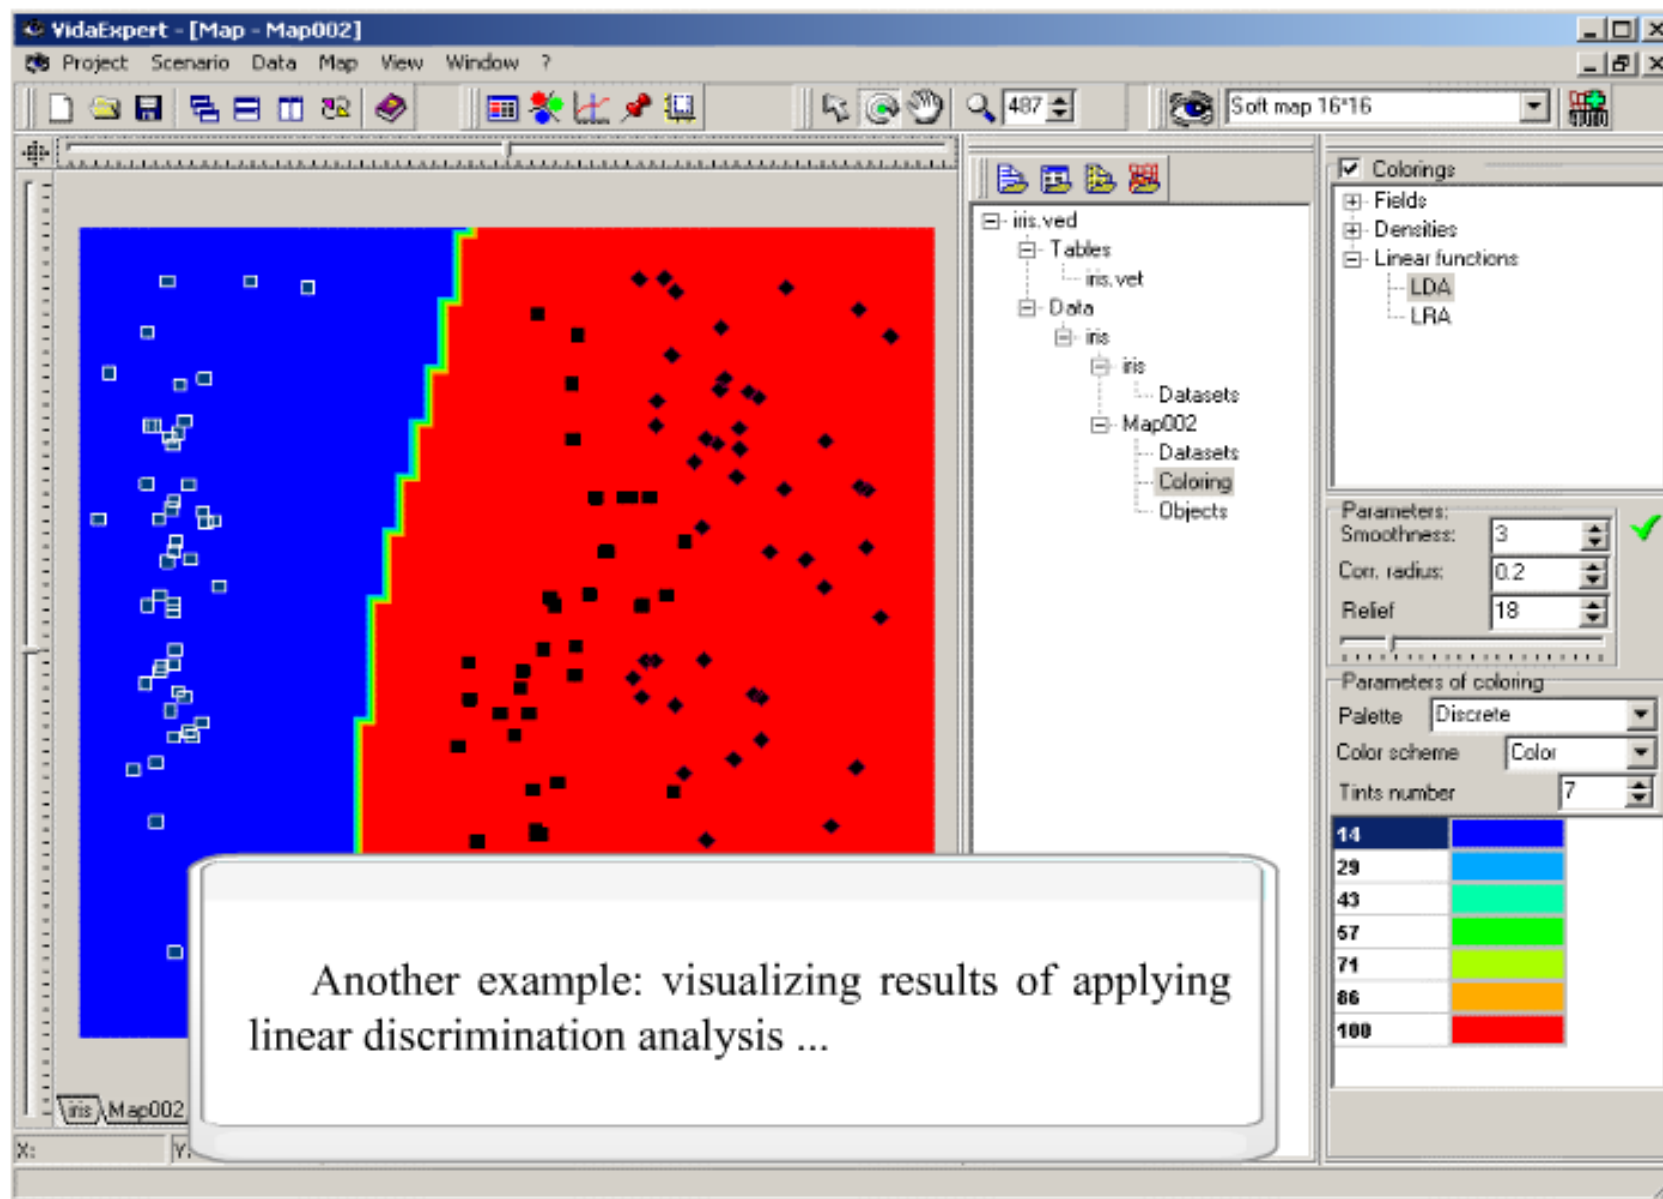 VidaExpert - [Map - Map002]
Project Scenario Data Map View Window ?
487
Soft map 16*16
iris.ved
Tables
iris.vet
Data
iris
iris
Datasets
Map002
Datasets
Coloring
Objects
Colorings
Fields
Densities
Linear functions
LDA
LRA
Parameters:
Smoothness: 3
Corr. radius: 0.2
Relief 18
Parameters of coloring
Palette Discrete
Color scheme Color
Tints number 7
14
29
43
57
71
86
100
Another example: visualizing results of applying
linear discrimination analysis ...
iris Map002
X: Y: